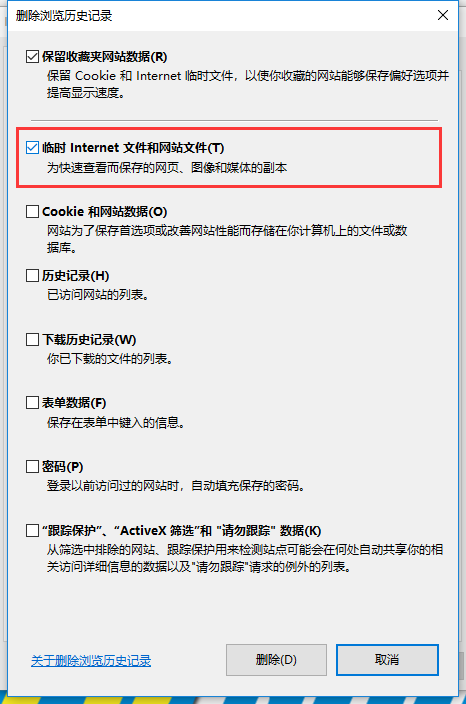 删除浏览历史记录
保留收藏夹网站数据(R)
保留 Cookie 和 Internet 临时文件，以使你收藏的网站能够保存偏好选项并
提高显示速度。
临时 Internet 文件和网站文件(T)
为快速查看而保存的网页、图像和媒体的副本
Cookie 和网站数据(O)
网站为了保存首选项或改善网站性能而存储在你计算机上的文件或数
据库。
历史记录(H)
已访问网站的列表。
下载历史记录(W)
你已下载的文件的列表。
表单数据(F)
保存在表单中键入的信息。
密码(P)
登录以前访问过的网站时，自动填充保存的密码。
“跟踪保护”、“ActiveX 筛选”和 "请勿跟踪" 数据(K)
从筛选中排除的网站、跟踪保护用来检测站点可能会在何处自动共享你的相
关访问详细信息的数据以及"请勿跟踪"请求的例外的列表。
关于删除浏览历史记录
删除(D)
取消